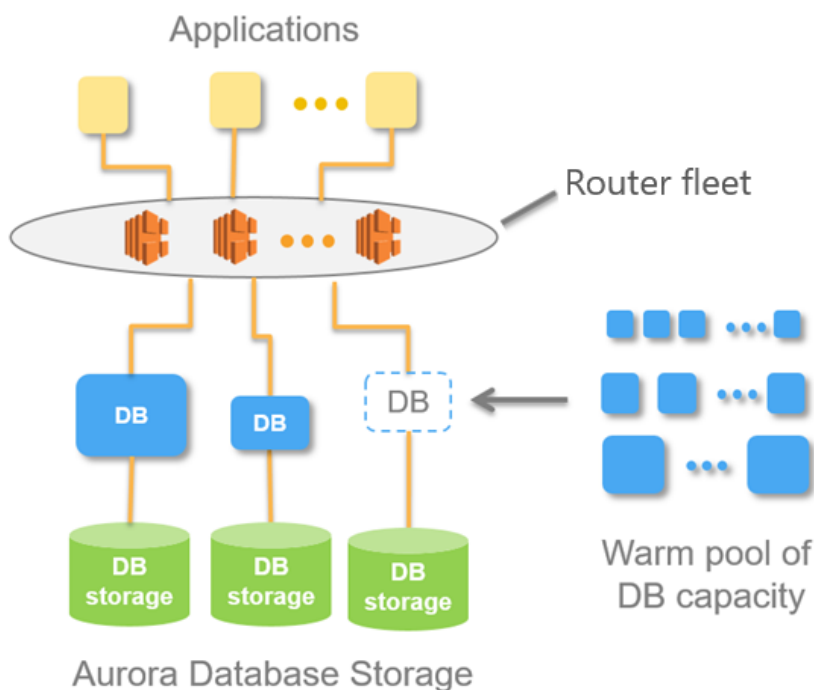 Applications
Router fleet
DB
DB
DB
DB
storage
DB
storage
DB
storage
Warm pool of
DB capacity
Aurora Database Storage